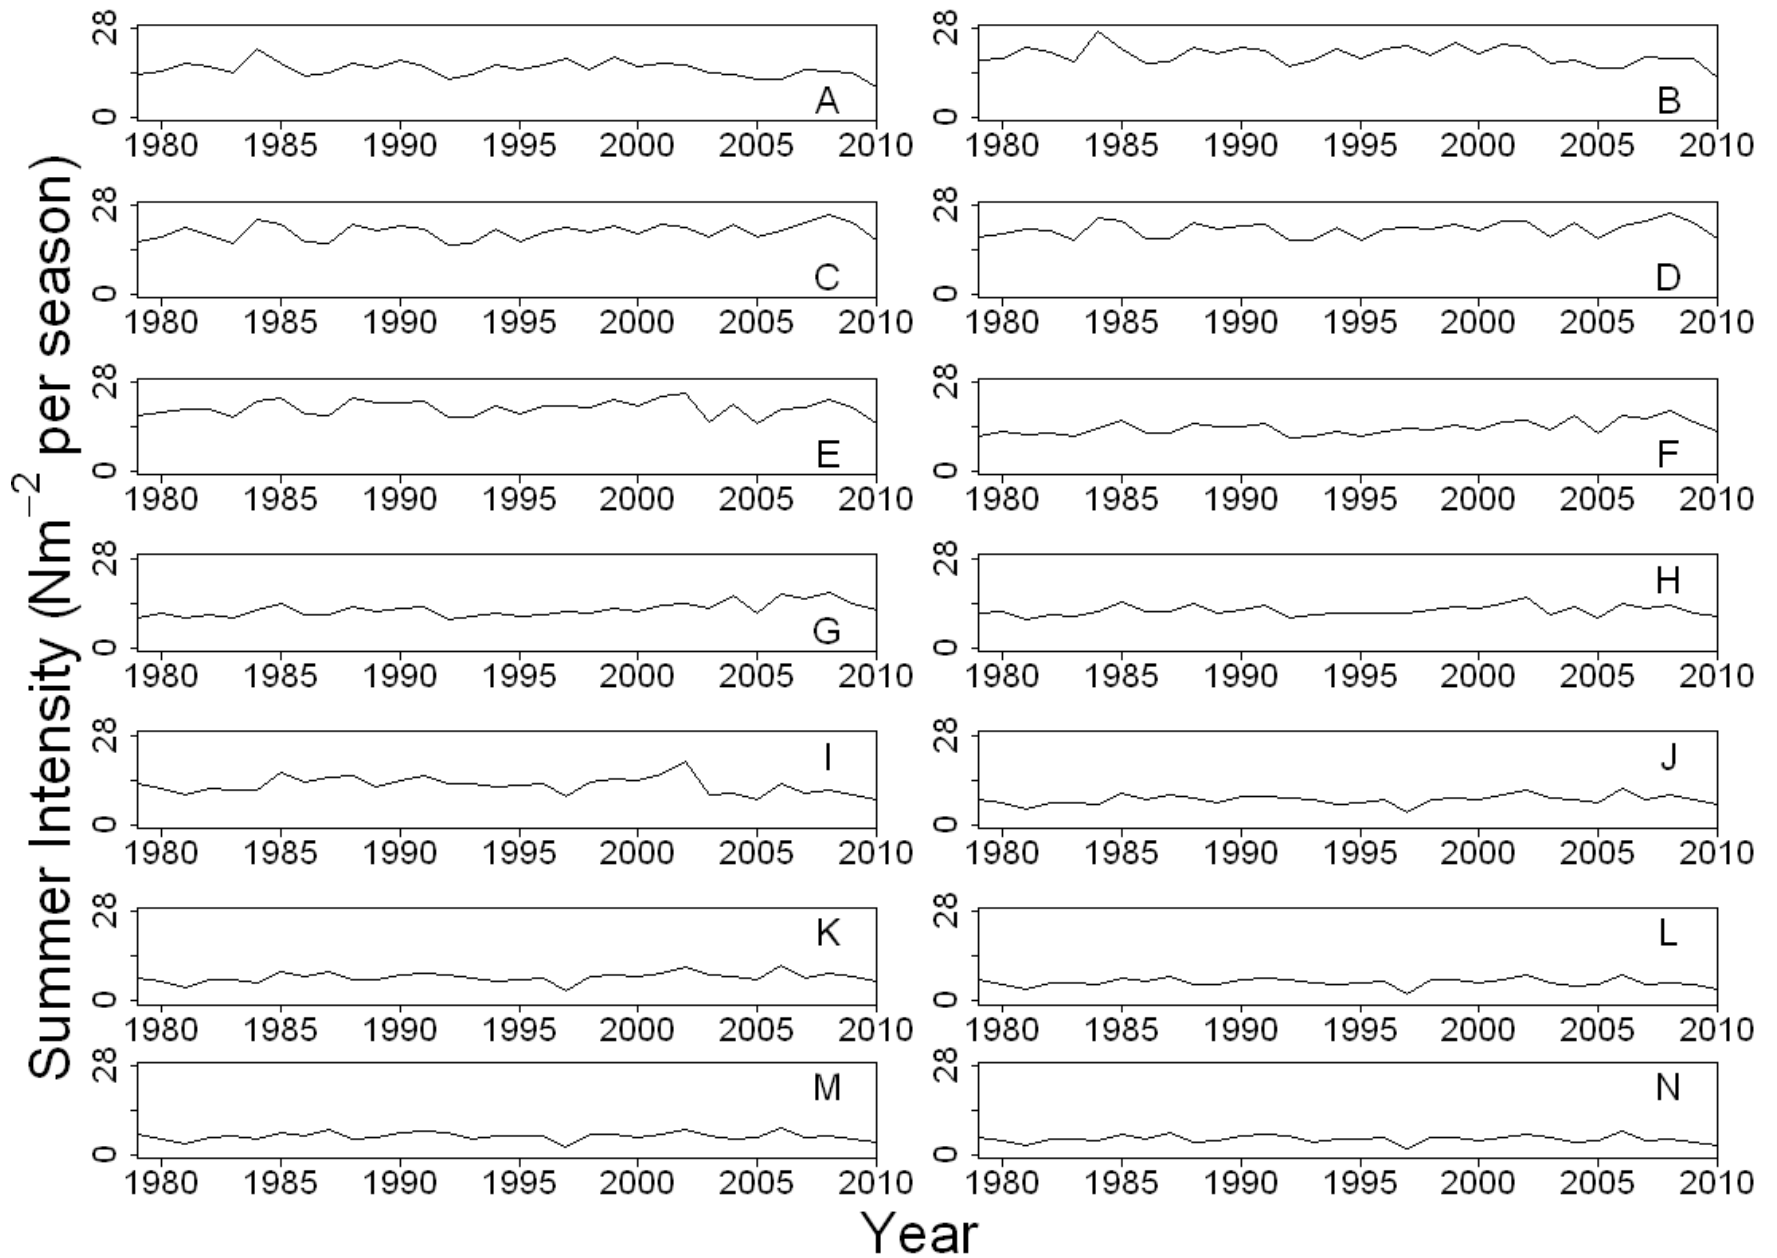 28 28
0 A 0 B
1980 1985 1990 1995 2000 2005 2010 1980 1985 1990 1995 2000 2005 2010
28 28
0 C 0 D
1980 1985 1990 1995 2000 2005 2010 1980 1985 1990 1995 2000 2005 2010
28 28
0 E 0 F
1980 1985 1990 1995 2000 2005 2010 1980 1985 1990 1995 2000 2005 2010
28 28 H
0 G 0
1980 1985 1990 1995 2000 2005 2010 1980 1985 1990 1995 2000 2005 2010
28 I 28 J
0 0
1980 1985 1990 1995 2000 2005 2010 1980 1985 1990 1995 2000 2005 2010
28 K 28 L
0 0
1980 1985 1990 1995 2000 2005 2010 1980 1985 1990 1995 2000 2005 2010
28 M 28 N
0 0
1980 1985 1990 1995 2000 2005 2010 1980 1985 1990 1995 2000 2005 2010
Summer Intensity (Nm⁻² per season)
Year